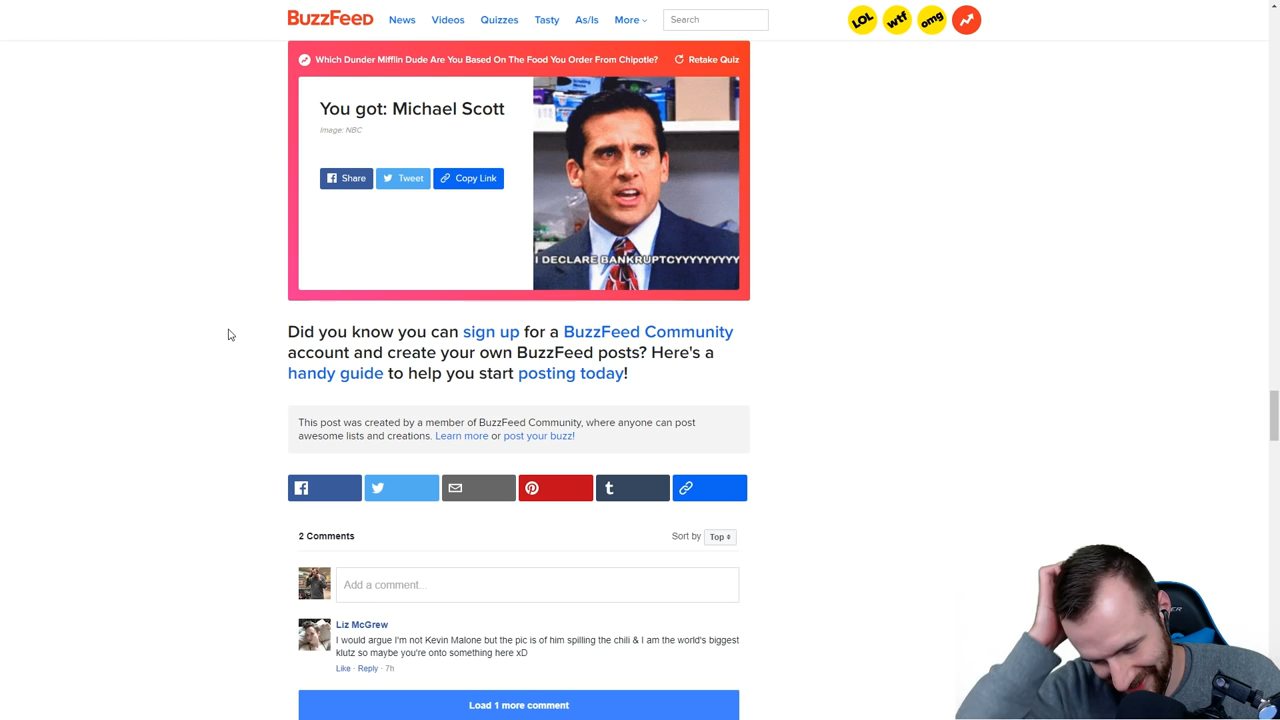 BuzzFeed News Videos Quizzes Tasty As/Is More Search LOL wtf omg
Which Dunder Mifflin Dude Are You Based On The Food You Order From Chipotle? Retake Quiz
You got: Michael Scott
Image: NBC
Share Tweet Copy Link
I DECLARE BANKRUPTCYYYYYYYYY
Did you know you can sign up for a BuzzFeed Community
account and create your own BuzzFeed posts? Here's a
handy guide to help you start posting today!
This post was created by a member of BuzzFeed Community, where anyone can post
awesome lists and creations. Learn more or post your buzz!
2 Comments Sort by Top
Add a comment...
Liz McGrew
I would argue I'm not Kevin Malone but the pic is of him spilling the chili & I am the world's biggest
klutz so maybe you're onto something here xD
Like · Reply · 7h
Load 1 more comment